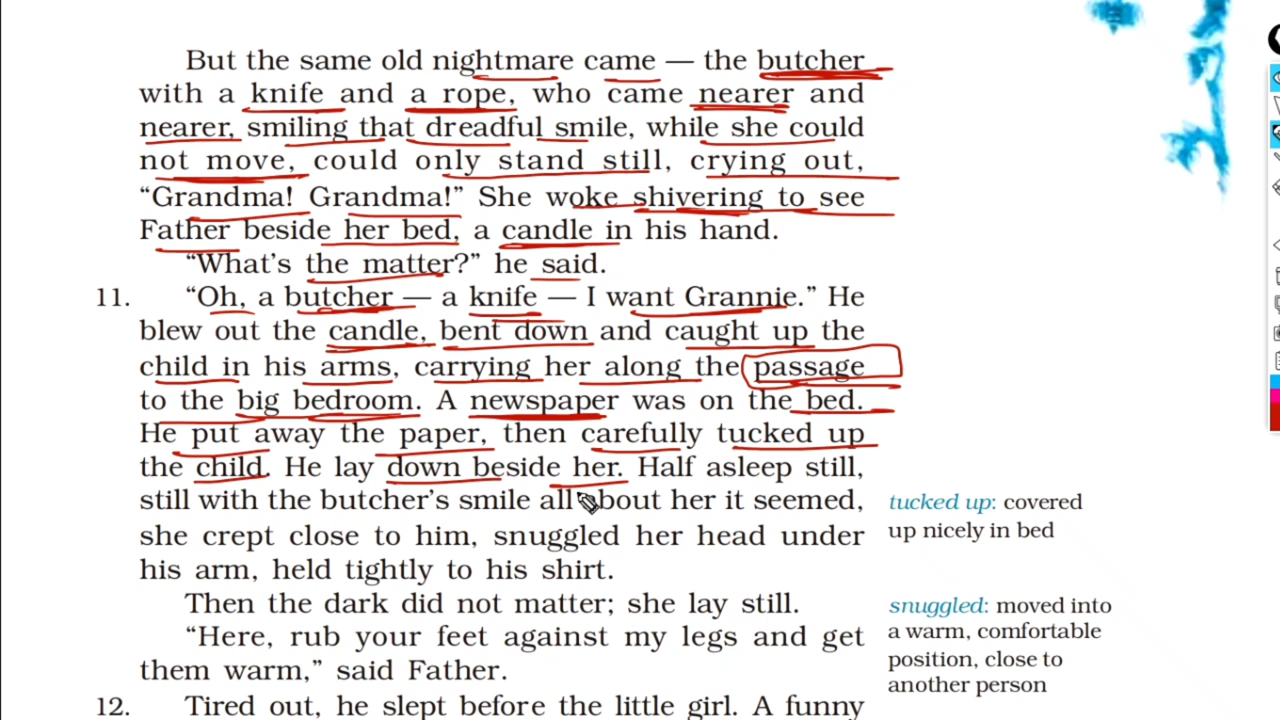 But the same old nightmare came — the butcher
with a knife and a rope, who came nearer and
nearer, smiling that dreadful smile, while she could
not move, could only stand still, crying out,
“Grandma! Grandma!” She woke shivering to see
Father beside her bed, a candle in his hand.
“What’s the matter?” he said.
11. “Oh, a butcher — a knife — I want Grannie.” He
blew out the candle, bent down and caught up the
child in his arms, carrying her along the passage
to the big bedroom. A newspaper was on the bed.
He put away the paper, then carefully tucked up
the child. He lay down beside her. Half asleep still,
still with the butcher’s smile all about her it seemed,
she crept close to him, snuggled her head under
his arm, held tightly to his shirt.
Then the dark did not matter; she lay still.
“Here, rub your feet against my legs and get
them warm,” said Father.
12. Tired out, he slept before the little girl. A funny
tucked up: covered
up nicely in bed
snuggled: moved into
a warm, comfortable
position, close to
another person